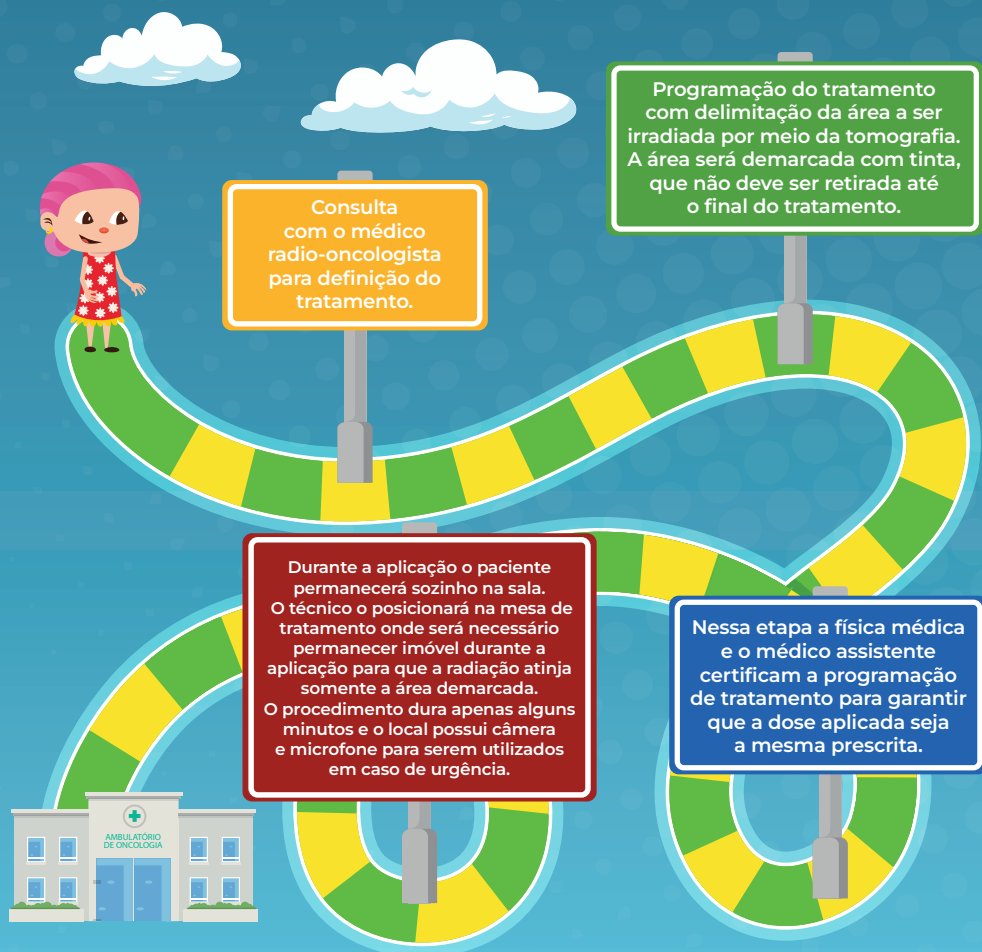 Consulta
com o médico
radio-oncologista
para definição do
tratamento.
Programação do tratamento
com delimitação da área a ser
irradiada por meio da tomografia.
A área será demarcada com tinta,
que não deve ser retirada até
o final do tratamento.
Nessa etapa a física médica
e o médico assistente
certificam a programação
de tratamento para garantir
que a dose aplicada seja
a mesma prescrita.
Durante a aplicação o paciente
permanecerá sozinho na sala.
O técnico o posicionará na mesa de
tratamento onde será necessário
permanecer imóvel durante a
aplicação para que a radiação atinja
somente a área demarcada.
O procedimento dura apenas alguns
minutos e o local possui câmera
e microfone para serem utilizados
em caso de urgência.
AMBULATÓRIO
DE ONCOLOGIA